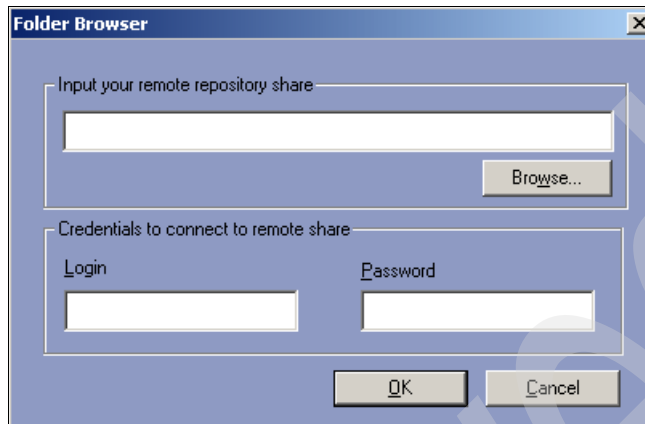 Folder Browser
Input your remote repository share
Browse...
Credentials to connect to remote share
Login Password
OK Cancel